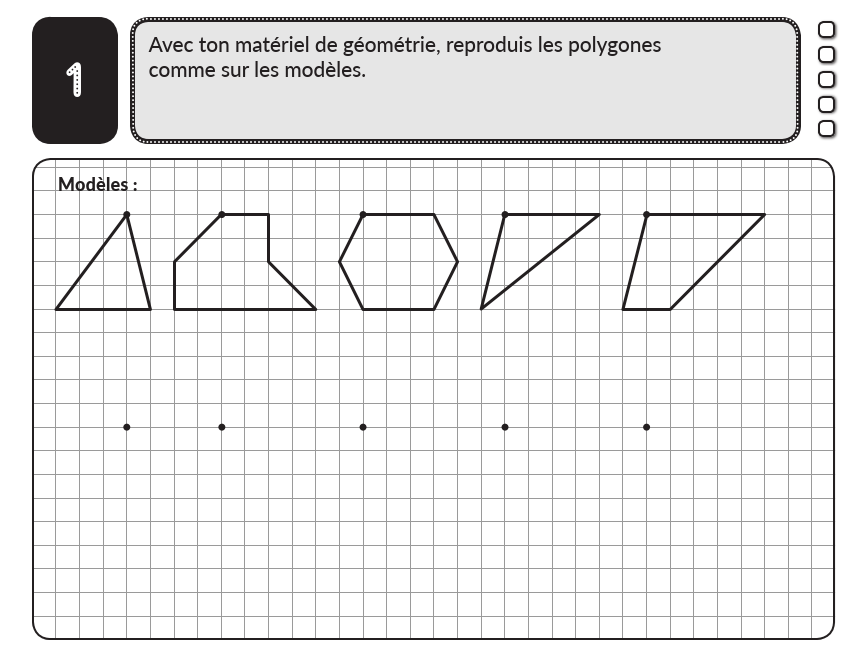 1
Avec ton matériel de géométrie, reproduis les polygones
comme sur les modèles.
Modèles :